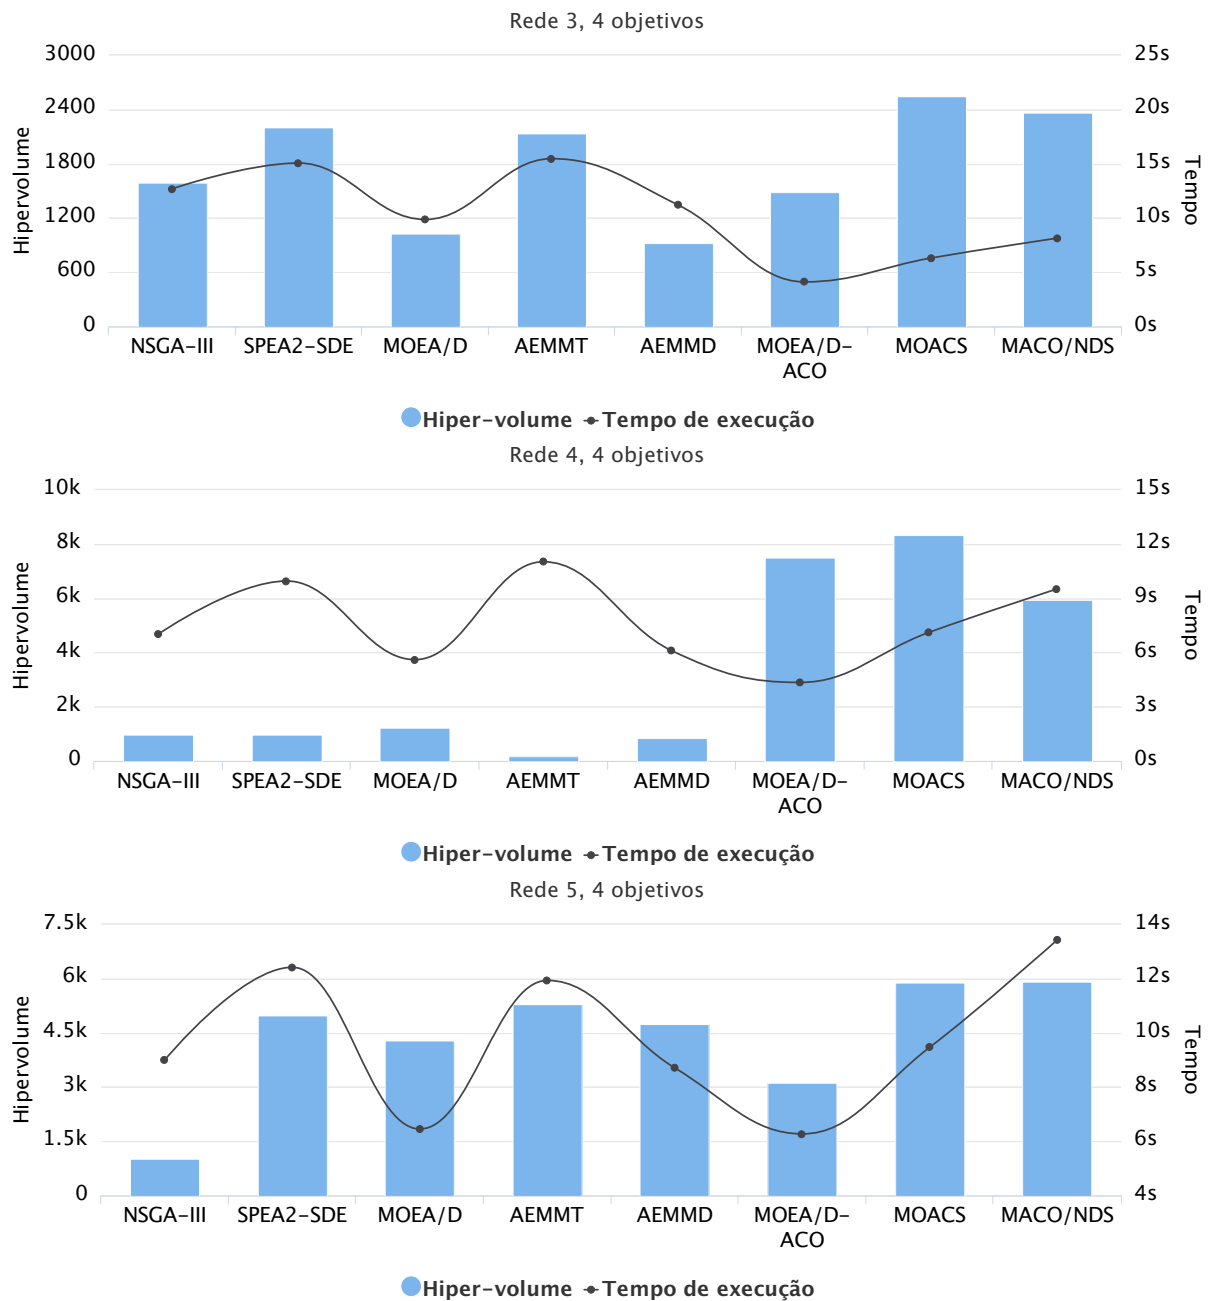 Rede 3, 4 objetivos
3000
2400
1800
1200
600
0
Hipervolume
25s
20s
15s
10s
5s
0s
Tempo
NSGA-III
SPEA2-SDE
MOEA/D
AEMMT
AEMMD
MOEA/D-
ACO
MOACS
MACO/NDS
Hiper-volume
Tempo de execução
Rede 4, 4 objetivos
10k
8k
6k
4k
2k
0
Hipervolume
15s
12s
9s
6s
3s
0s
Tempo
NSGA-III
SPEA2-SDE
MOEA/D
AEMMT
AEMMD
MOEA/D-
ACO
MOACS
MACO/NDS
Hiper-volume
Tempo de execução
Rede 5, 4 objetivos
7.5k
6k
4.5k
3k
1.5k
0
Hipervolume
14s
12s
10s
8s
6s
4s
Tempo
NSGA-III
SPEA2-SDE
MOEA/D
AEMMT
AEMMD
MOEA/D-
ACO
MOACS
MACO/NDS
Hiper-volume
Tempo de execução